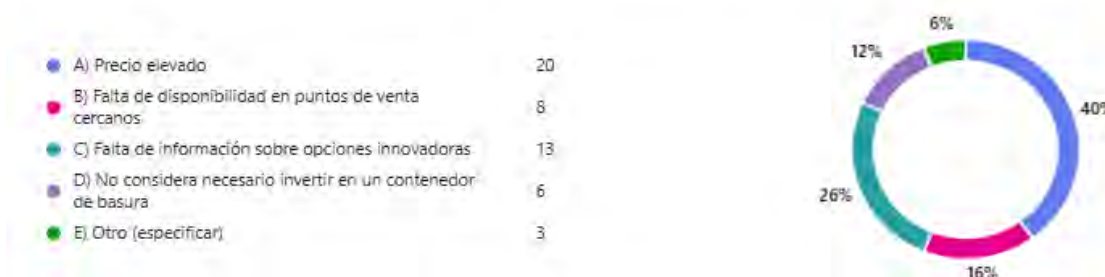 A) Precio elevado 20
B) Falta de disponibilidad en puntos de venta
cercanos 8
C) Falta de información sobre opciones innovadoras 13
D) No considera necesario invertir en un contenedor
de basura 6
E) Otro (especificar) 3
6%
12%
40%
26%
16%